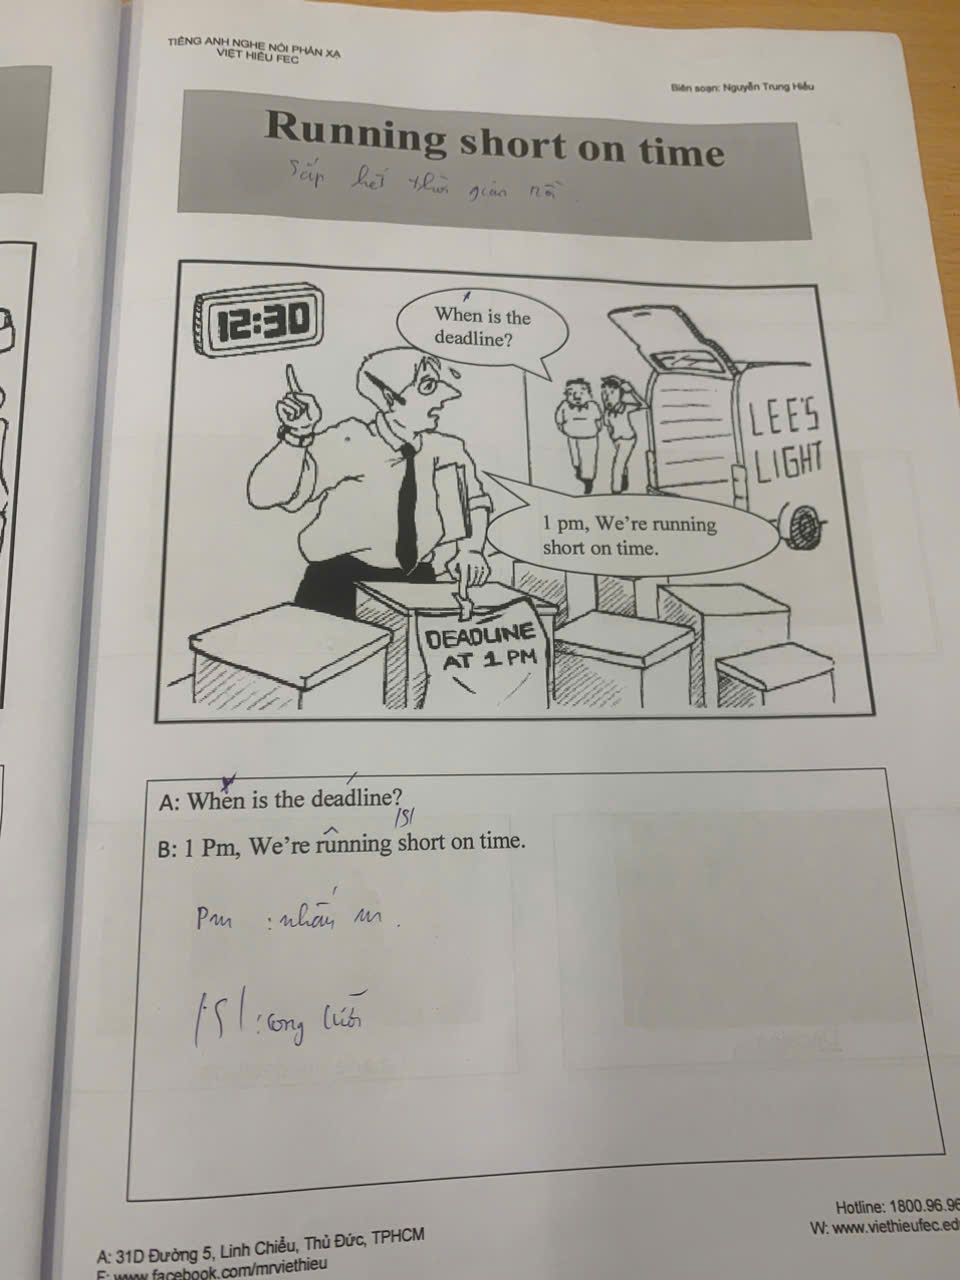 TIẾNG ANH NGHE NÓI PHẢN XẠ
VIỆT HIẾU FEC
Biên soạn: Nguyễn Trung Hiếu
Running short on time
Sắp hết thời gian rồi.
12:30
When is the
deadline?
LEE'S
LIGHT
1 pm, We're running
short on time.
DEADLINE
AT 1 PM
A: When is the deadline?
/S/
B: 1 Pm, We're running short on time.
Pm : nhấn m.
/S/ : cong lưỡi
Hotline: 1800.96.96
A: 31D Đường 5, Linh Chiểu, Thủ Đức, TPHCM
W: www.viethieufec.ed
F: www.facebook.com/mrviethieu